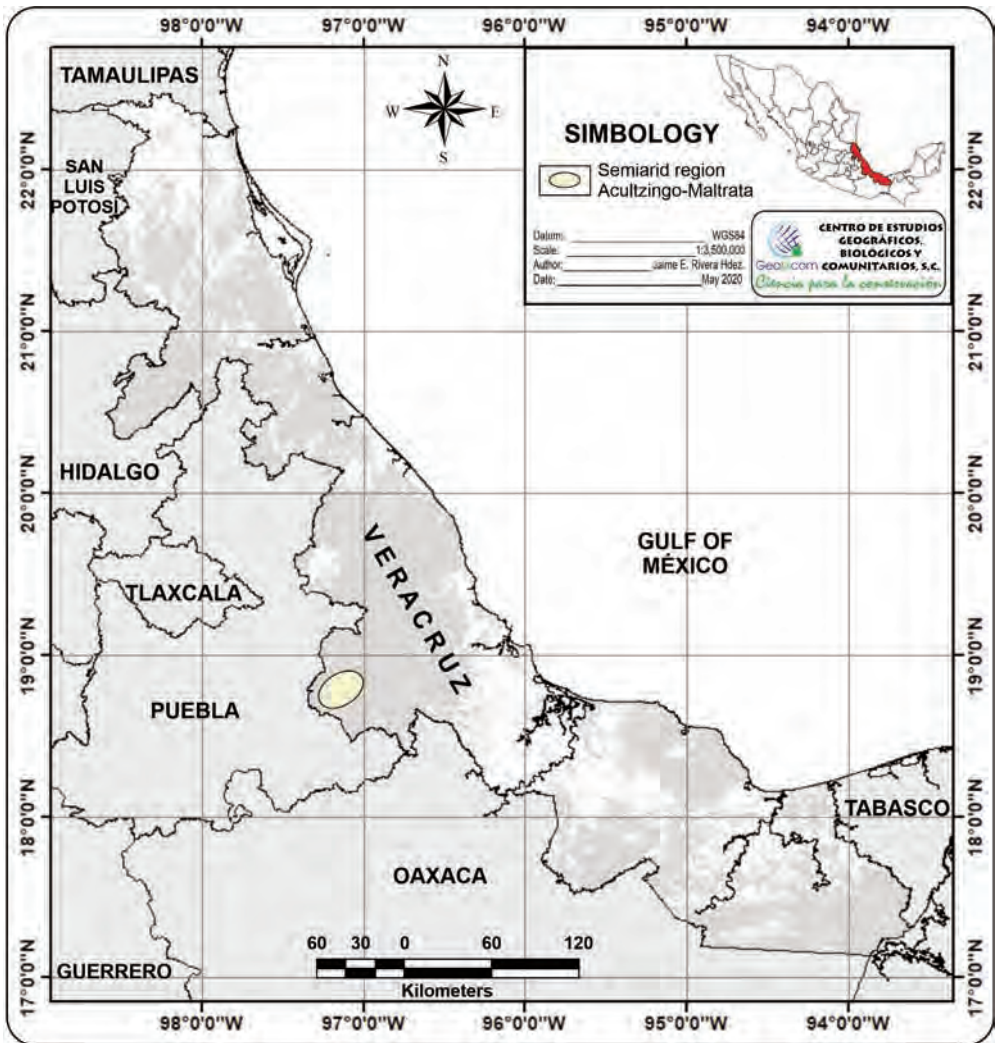 98°0'0"W 97°0'0"W 96°0'0"W 95°0'0"W 94°0'0"W
TAMAULIPAS
SAN
LUIS
POTOSÍ
HIDALGO
TLAXCALA
PUEBLA
VERACRUZ
OAXACA
GUERRERO
TABASCO
GULF OF
MÉXICO
N
W E
S
SIMBOLOGY
Semiarid region
Acultzingo-Maltrata
Datum: WGS84
Scale: 1:3,500,000
Author: Jaime E. Rivera Hdez.
Date: May 2020
CENTRO DE ESTUDIOS
GEOGRÁFICOS,
BIOLÓGICOS Y
COMUNITARIOS, S.C.
Ciencia para la conservación
22°0'0"N 22°0'0"N
21°0'0"N 21°0'0"N
20°0'0"N 20°0'0"N
19°0'0"N 19°0'0"N
18°0'0"N 18°0'0"N
17°0'0"N 17°0'0"N
60 30 0 60 120
Kilometers
98°0'0"W 97°0'0"W 96°0'0"W 95°0'0"W 94°0'0"W